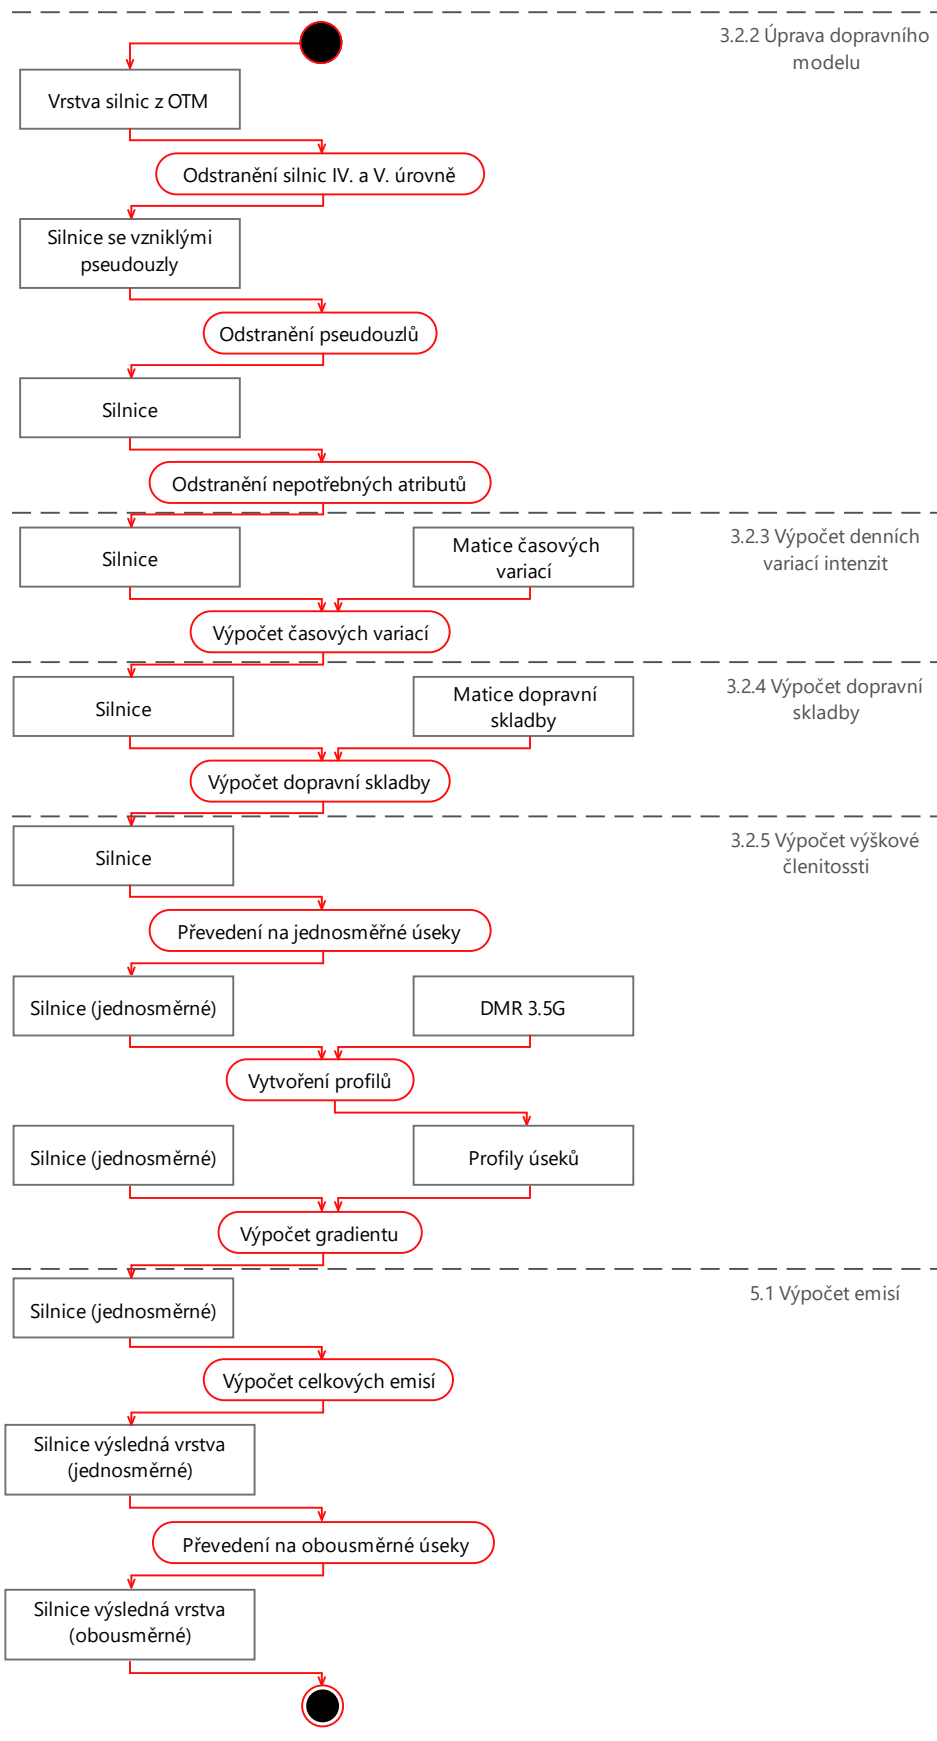 3.2.2 Úprava dopravního
modelu
Vrstva silnic z OTM
Odstranění silnic IV. a V. úrovně
Silnice se vzniklými
pseudouzly
Odstranění pseudouzlů
Silnice
Odstranění nepotřebných atributů
3.2.3 Výpočet denních
variací intenzit
Silnice
Matice časových
variací
Výpočet časových variací
3.2.4 Výpočet dopravní
skladby
Silnice
Matice dopravní
skladby
Výpočet dopravní skladby
3.2.5 Výpočet výškové
členitossti
Silnice
Převedení na jednosměřné úseky
Silnice (jednosměrné)
DMR 3.5G
Vytvoření profilů
Silnice (jednosměrné)
Profily úseků
Výpočet gradientu
5.1 Výpočet emisí
Silnice (jednosměrné)
Výpočet celkových emisí
Silnice výsledná vrstva
(jednosměrné)
Převedení na obousměrné úseky
Silnice výsledná vrstva
(obousměrné)